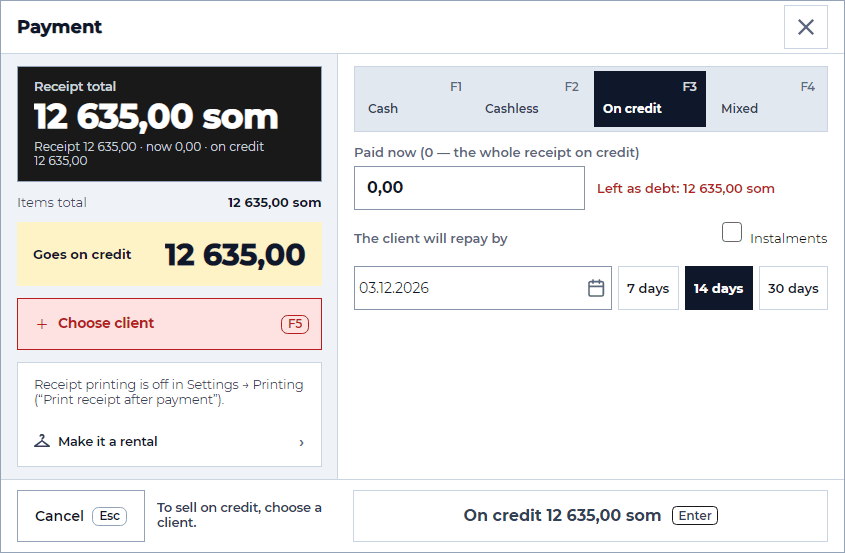 Payment
Receipt total
12 635,00 som
Receipt 12 635,00 · now 0,00 · on credit
12 635,00
Items total 12 635,00 som
Goes on credit 12 635,00
+ Choose client F5
Receipt printing is off in Settings → Printing
(“Print receipt after payment”).
Make it a rental ›
F1 F2 F3 F4
Cash Cashless On credit Mixed
Paid now (0 — the whole receipt on credit)
0,00 Left as debt: 12 635,00 som
The client will repay by Instalments
03.12.2026 7 days 14 days 30 days
Cancel Esc
To sell on credit, choose a
client.
On credit 12 635,00 som Enter